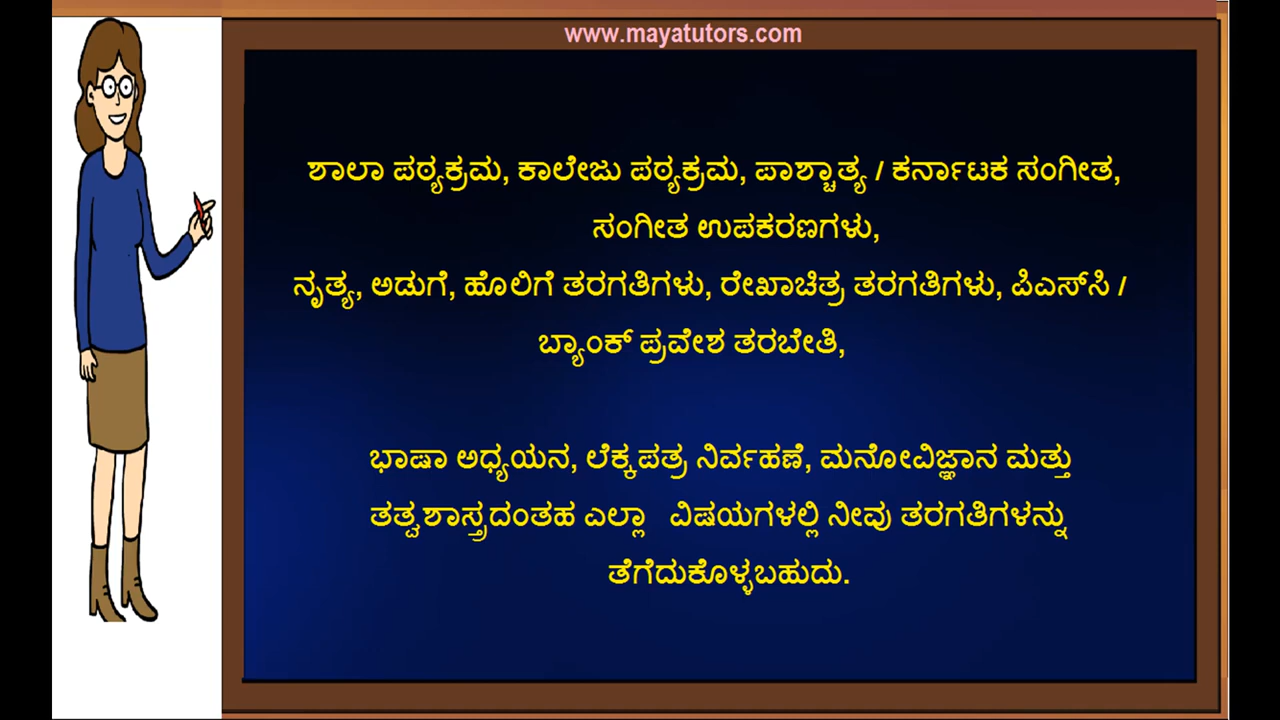 www.mayatutors.com
ಶಾಲಾ ಪಠ್ಯಕ್ರಮ, ಕಾಲೇಜು ಪಠ್ಯಕ್ರಮ, ಪಾಶ್ಚಾತ್ಯ / ಕರ್ನಾಟಕ ಸಂಗೀತ,
ಸಂಗೀತ ಉಪಕರಣಗಳು,
ನೃತ್ಯ, ಅಡುಗೆ, ಹೊಲಿಗೆ ತರಗತಿಗಳು, ರೇಖಾಚಿತ್ರ ತರಗತಿಗಳು, ಪಿಎಸ್‌ಸಿ /
ಬ್ಯಾಂಕ್ ಪ್ರವೇಶ ತರಬೇತಿ,
ಭಾಷಾ ಅಧ್ಯಯನ, ಲೆಕ್ಕಪತ್ರ ನಿರ್ವಹಣೆ, ಮನೋವಿಜ್ಞಾನ ಮತ್ತು
ತತ್ವಶಾಸ್ತ್ರದಂತಹ ಎಲ್ಲಾ ವಿಷಯಗಳಲ್ಲಿ ನೀವು ತರಗತಿಗಳನ್ನು
ತೆಗೆದುಕೊಳ್ಳಬಹುದು.